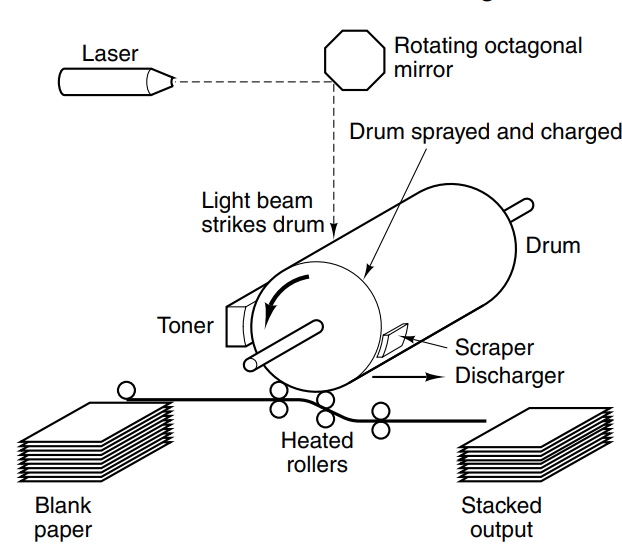 Laser
Rotating octagonal
mirror
Drum sprayed and charged
Light beam
strikes drum
Drum
Toner
Scraper
Discharger
Heated
rollers
Blank
paper
Stacked
output